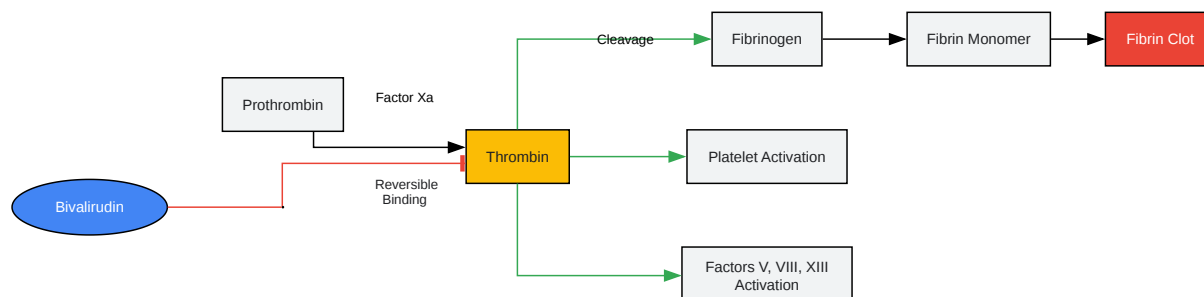 Cleavage
Fibrinogen
Fibrin Monomer
Fibrin Clot
Prothrombin
Factor Xa
Thrombin
Platelet Activation
Bivalirudin
Reversible
Binding
Factors V, VIII, XIII
Activation